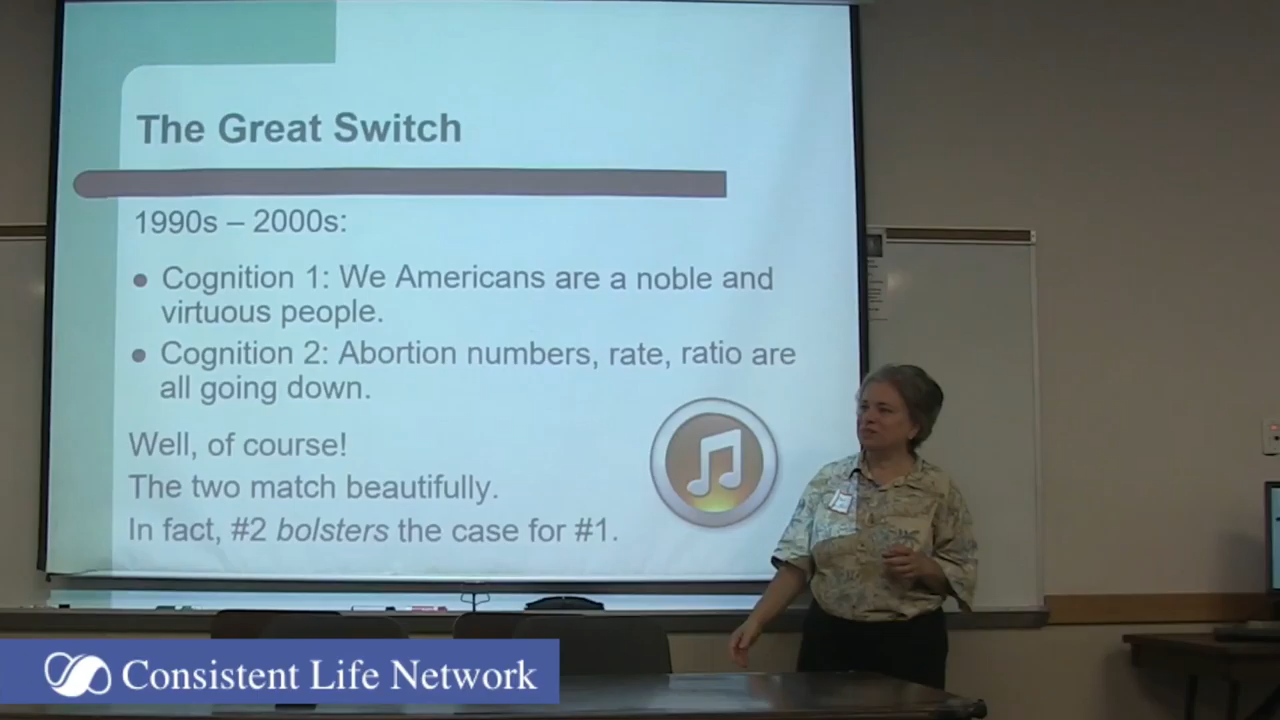 The Great Switch
1990s – 2000s:
• Cognition 1: We Americans are a noble and
virtuous people.
• Cognition 2: Abortion numbers, rate, ratio are
all going down.
Well, of course!
The two match beautifully.
In fact, #2 bolsters the case for #1.
Consistent Life Network